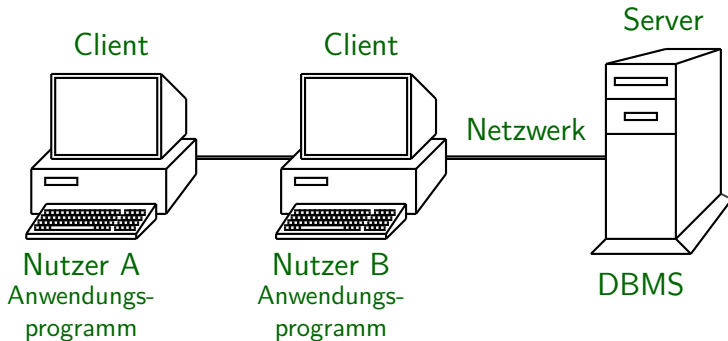 Client
Client
Server
Netzwerk
Nutzer A
Anwendungs-
programm
Nutzer B
Anwendungs-
programm
DBMS